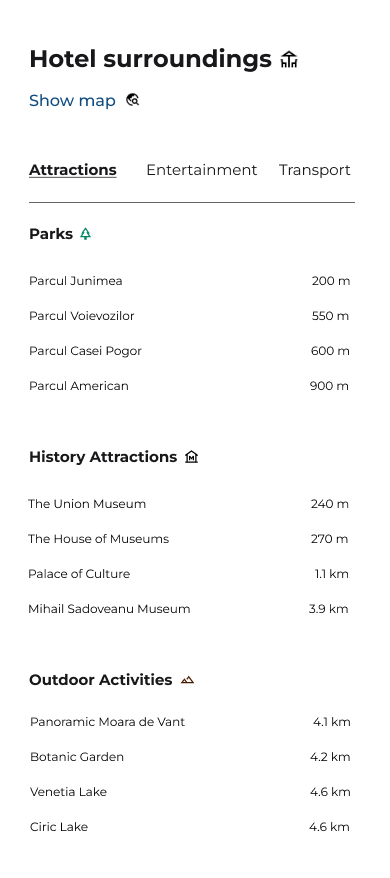 Hotel surroundings
Show map
Attractions Entertainment Transport
Parks
Parcul Junimea 200 m
Parcul Voievozilor 550 m
Parcul Casei Pogor 600 m
Parcul American 900 m
History Attractions
The Union Museum 240 m
The House of Museums 270 m
Palace of Culture 1.1 km
Mihail Sadoveanu Museum 3.9 km
Outdoor Activities
Panoramic Moara de Vant 4.1 km
Botanic Garden 4.2 km
Venetia Lake 4.6 km
Ciric Lake 4.6 km